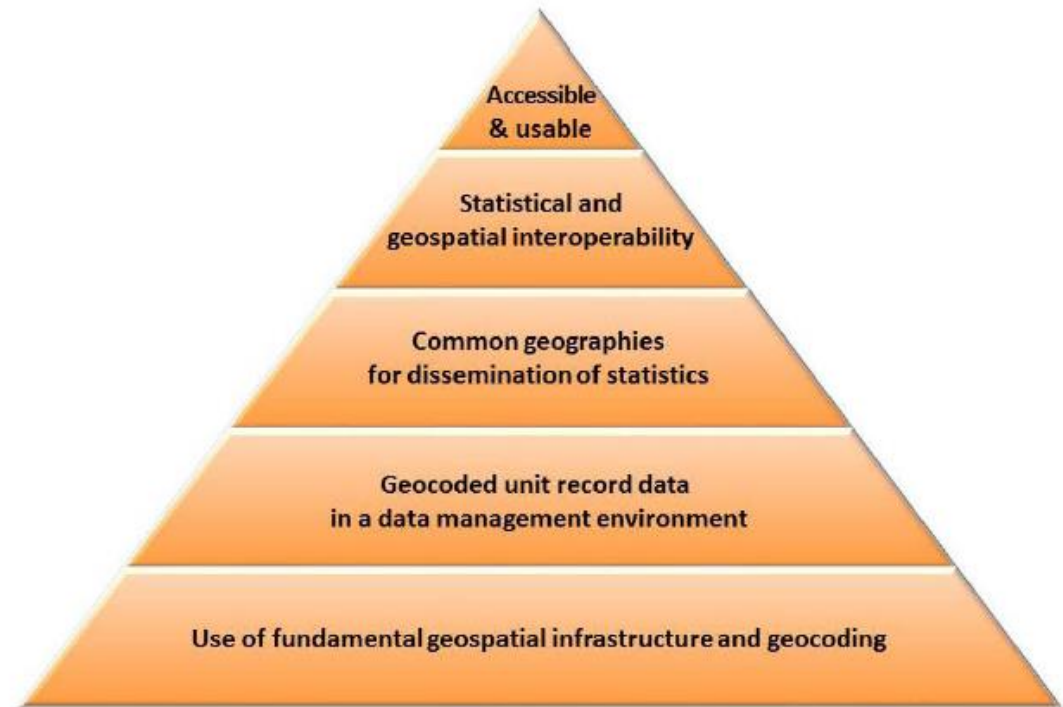 Accessible
& usable
Statistical and
geospatial interoperability
Common geographies
for dissemination of statistics
Geocoded unit record data
in a data management environment
Use of fundamental geospatial infrastructure and geocoding